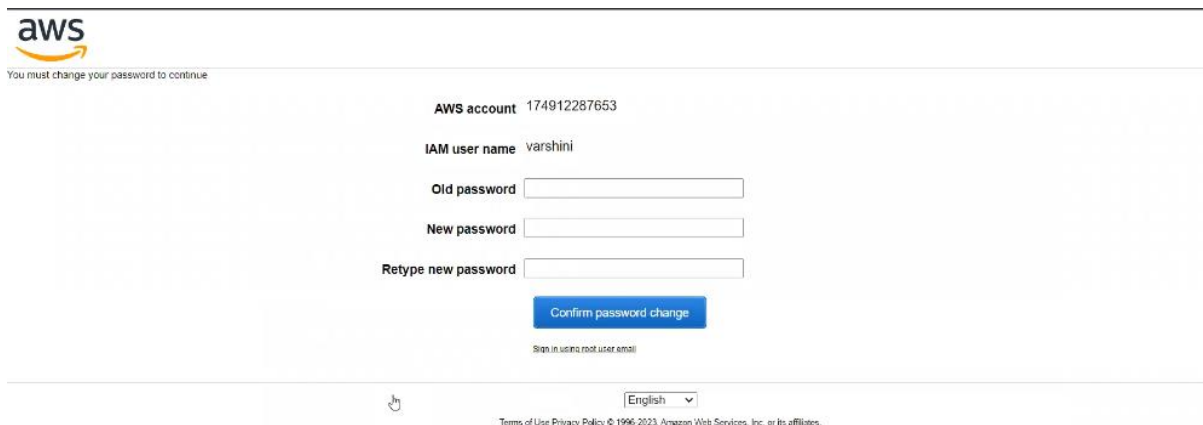 aws
You must change your password to continue
AWS account 174912287653
IAM user name varshini
Old password
New password
Retype new password
Confirm password change
Sign in using root user email
English
Terms of Use Privacy Policy © 1996-2023, Amazon Web Services, Inc. or its affiliates.